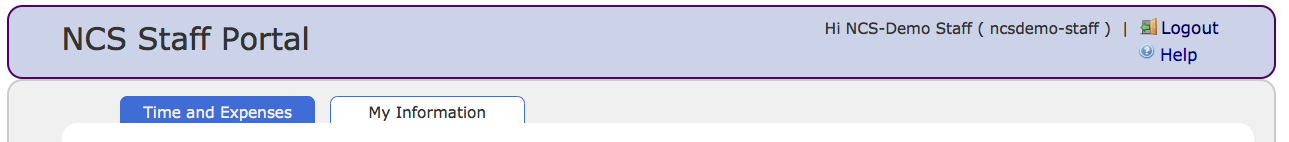 NCS Staff Portal
Hi NCS-Demo Staff ( ncsdemo-staff ) | Logout
Help
Time and Expenses
My Information